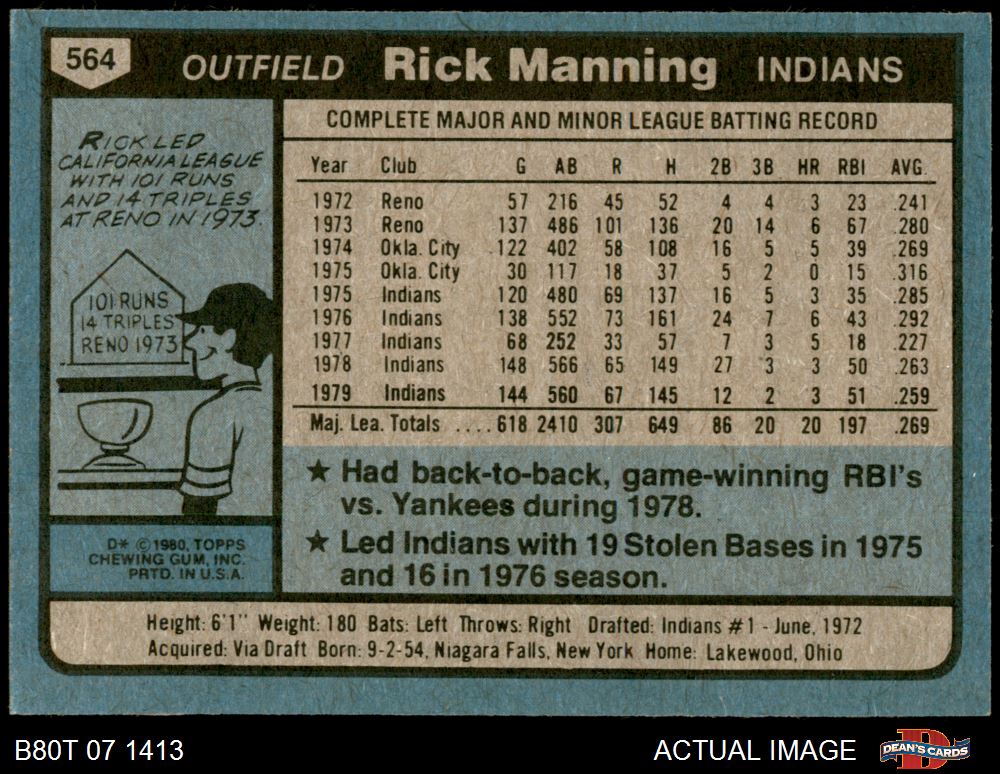 564 OUTFIELD Rick Manning INDIANS
RICK LED
CALIFORNIA LEAGUE
WITH 101 RUNS
AND 14 TRIPLES
AT RENO IN 1973.
101 RUNS
14 TRIPLES
RENO 1973
D* © 1980, TOPPS
CHEWING GUM, INC.
PRTD. IN U.S.A.
COMPLETE MAJOR AND MINOR LEAGUE BATTING RECORD
Year Club G AB R H 2B 3B HR RBI AVG.
1972 Reno 57 216 45 52 4 4 3 23 .241
1973 Reno 137 486 101 136 20 14 6 67 .280
1974 Okla. City 122 402 58 108 16 5 5 39 .269
1975 Okla. City 30 117 18 37 5 2 0 15 .316
1975 Indians 120 480 69 137 16 5 3 35 .285
1976 Indians 138 552 73 161 24 7 6 43 .292
1977 Indians 68 252 33 57 7 3 5 18 .227
1978 Indians 148 566 65 149 27 3 3 50 .263
1979 Indians 144 560 67 145 12 2 3 51 .259
Maj. Lea. Totals .... 618 2410 307 649 86 20 20 197 .269
★ Had back-to-back, game-winning RBI's
vs. Yankees during 1978.
★ Led Indians with 19 Stolen Bases in 1975
and 16 in 1976 season.
Height: 6'1" Weight: 180 Bats: Left Throws: Right Drafted: Indians #1 - June, 1972
Acquired: Via Draft Born: 9-2-54, Niagara Falls, New York Home: Lakewood, Ohio
B80T 07 1413 ACTUAL IMAGE DEAN'S CARDS